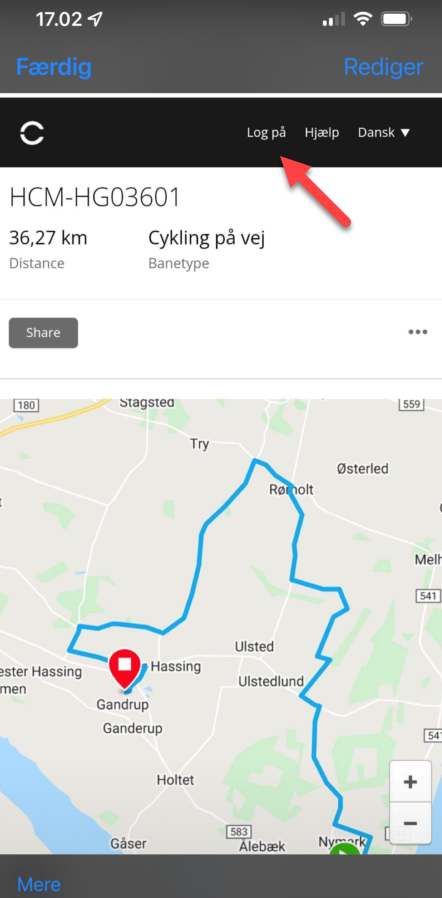 17.02
Færdig
Rediger
Log på
Hjælp
Dansk ▼
HCM-HG03601
36,27 km
Cykling på vej
Distance
Banetype
Share
•••
180
Stagsted
559
Try
Østerled
Rørholt
Melh
541
Ulsted
ester Hassing
men
Hassing
Ulstedlund
Gandrup
Ganderup
541
Holtet
+
−
583
Gåser
Ålebæk
Nymark
Mere